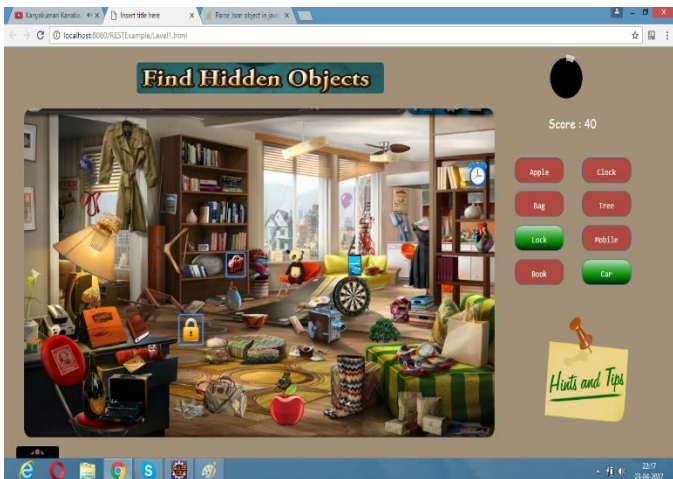 Kanyakumari Kanabad
Insert title here
Parse Json object in java
localhost:8080/RESTExample/Level1.html
Find Hidden Objects
Score : 40
Apple
Clock
Bag
Tree
Lock
Mobile
Book
Car
Hints and Tips
22:17
23-04-2017